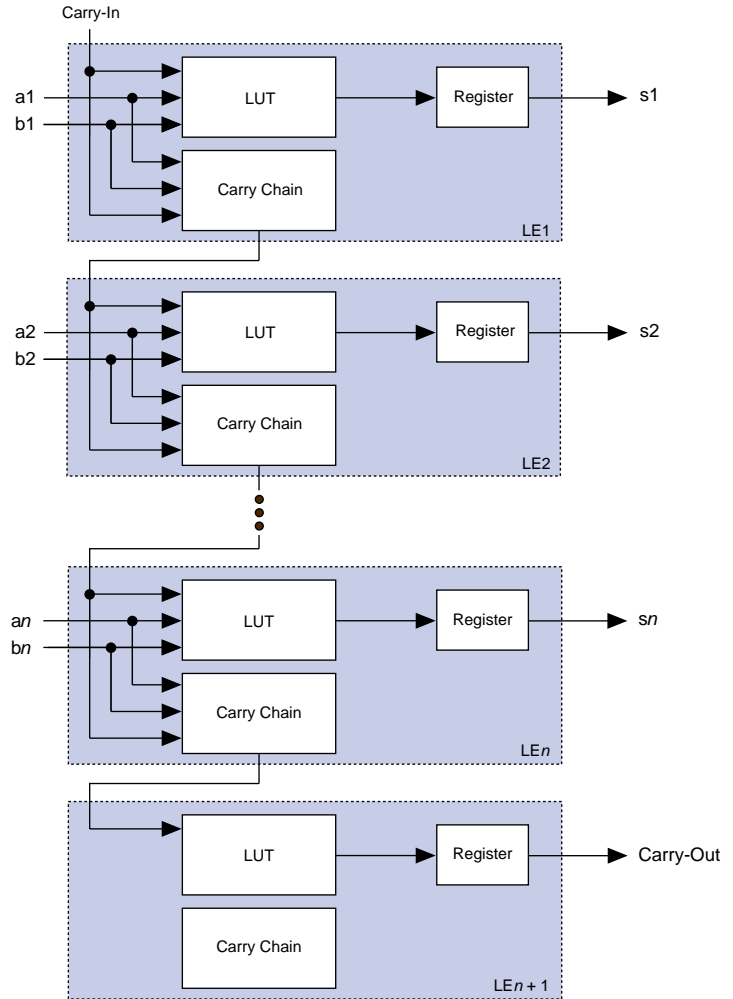 Carry-In
a1
b1
LUT
Register
s1
Carry Chain
LE1
a2
b2
LUT
Register
s2
Carry Chain
LE2
an
bn
LUT
Register
sn
Carry Chain
LEn
LUT
Register
Carry-Out
Carry Chain
LEn + 1